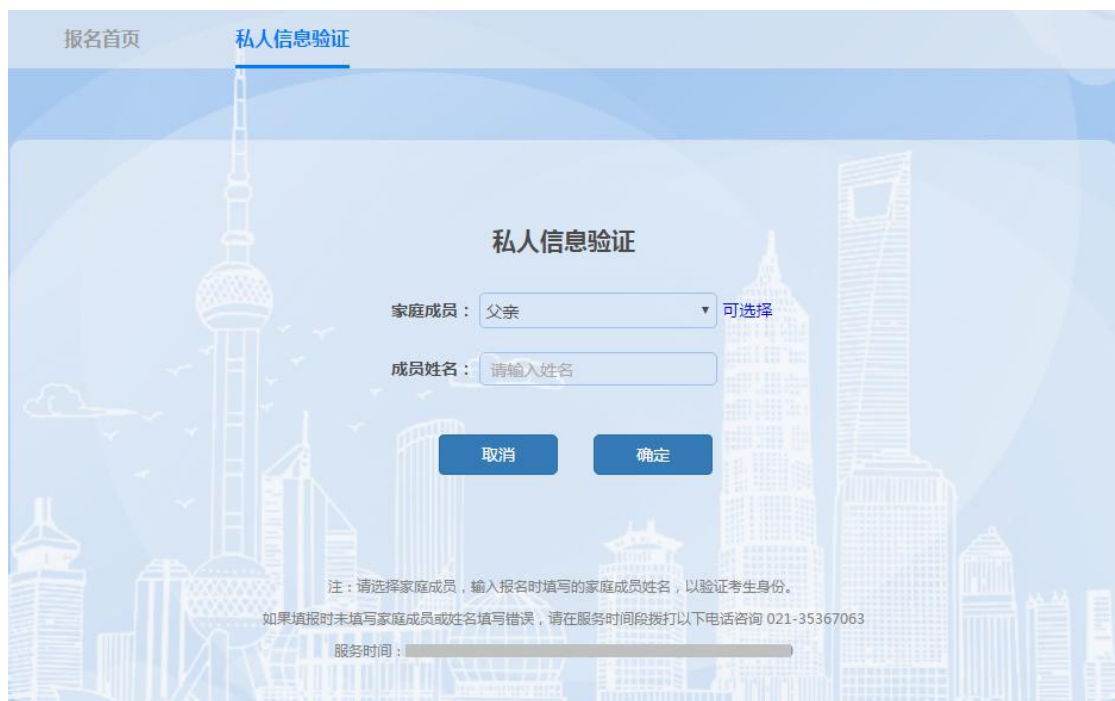 报名首页 私人信息验证
私人信息验证
家庭成员： 父亲 可选择
成员姓名： 请输入姓名
取消 确定
注：请选择家庭成员，输入报名时填写的家庭成员姓名，以验证考生身份。
如果填报时未填写家庭成员或姓名填写错误，请在服务时间段拨打以下电话咨询 021-35367063
服务时间：